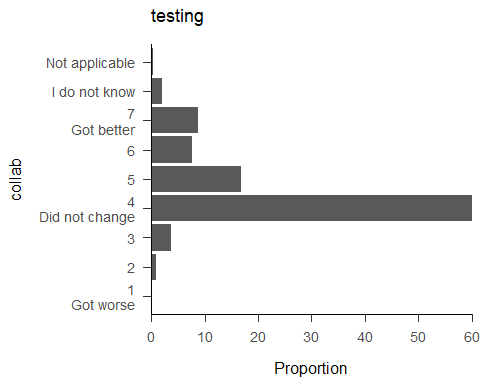 testing
Not applicable
I do not know
7
Got better
6
5
4
Did not change
3
2
1
Got worse
collab
0 10 20 30 40 50 60
Proportion